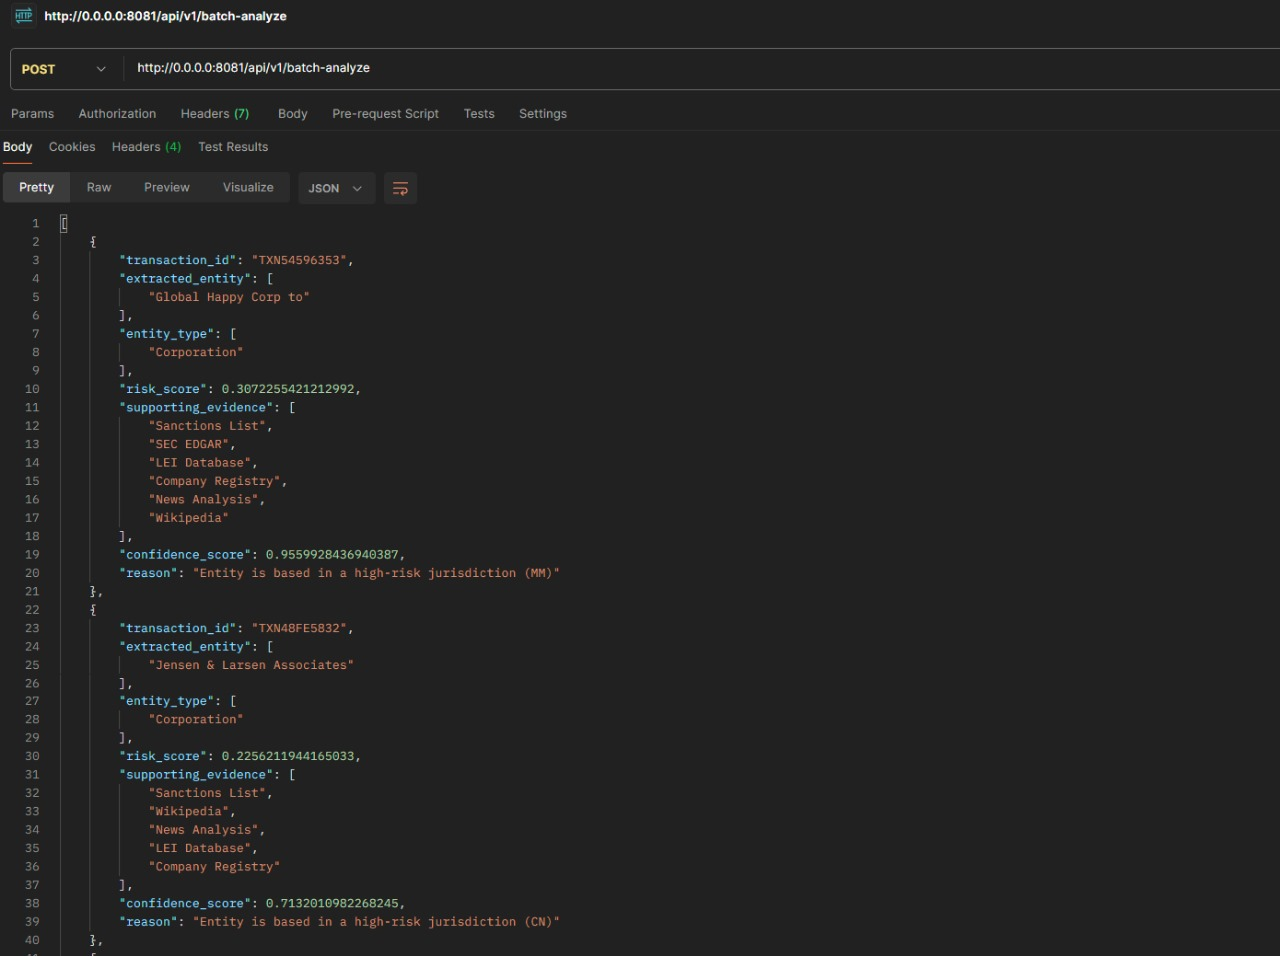 HTTP http://0.0.0.0:8081/api/v1/batch-analyze
POST http://0.0.0.0:8081/api/v1/batch-analyze
Params Authorization Headers (7) Body Pre-request Script Tests Settings
Body Cookies Headers (4) Test Results
Pretty Raw Preview Visualize JSON
1 [
2 {
3 "transaction_id": "TXN54596353",
4 "extracted_entity": [
5 "Global Happy Corp to"
6 ],
7 "entity_type": [
8 "Corporation"
9 ],
10 "risk_score": 0.3072255421212992,
11 "supporting_evidence": [
12 "Sanctions List",
13 "SEC EDGAR",
14 "LEI Database",
15 "Company Registry",
16 "News Analysis",
17 "Wikipedia"
18 ],
19 "confidence_score": 0.9559928436940387,
20 "reason": "Entity is based in a high-risk jurisdiction (MM)"
21 },
22 {
23 "transaction_id": "TXN48FE5832",
24 "extracted_entity": [
25 "Jensen & Larsen Associates"
26 ],
27 "entity_type": [
28 "Corporation"
29 ],
30 "risk_score": 0.2256211944165033,
31 "supporting_evidence": [
32 "Sanctions List",
33 "Wikipedia",
34 "News Analysis",
35 "LEI Database",
36 "Company Registry"
37 ],
38 "confidence_score": 0.7132010982268245,
39 "reason": "Entity is based in a high-risk jurisdiction (CN)"
40 },